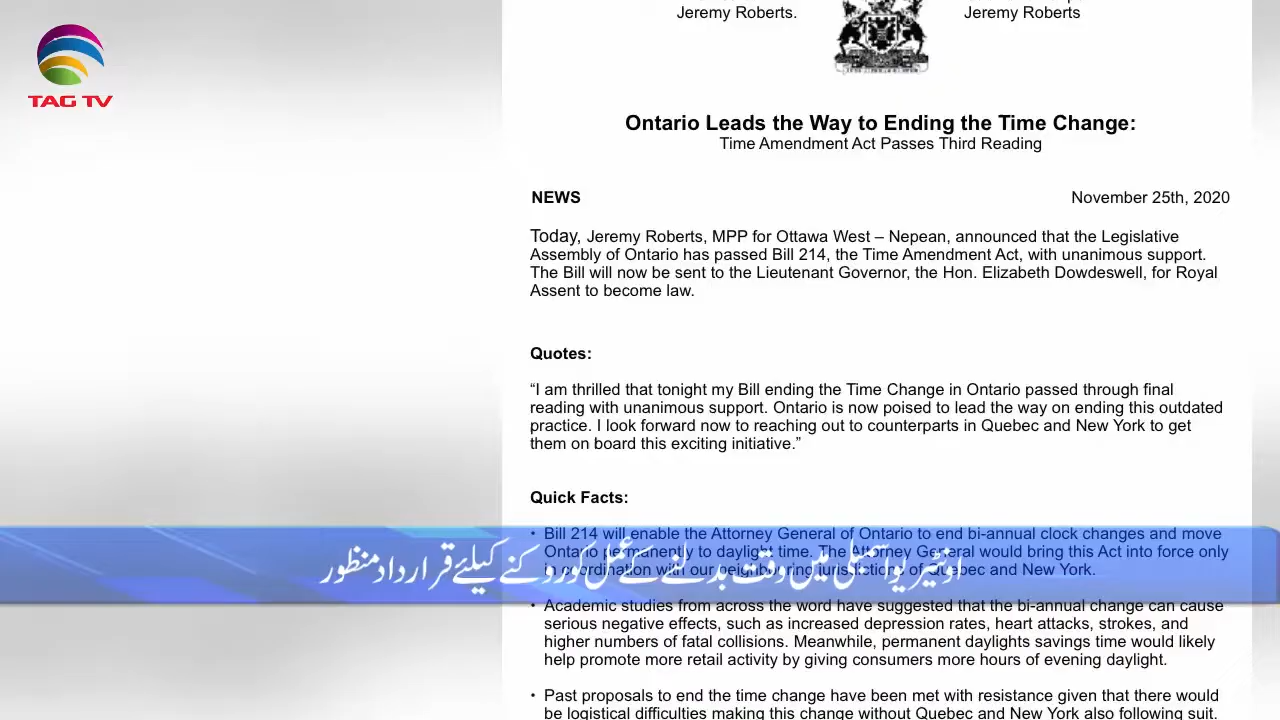 TAG TV
Jeremy Roberts.
Jeremy Roberts
Ontario Leads the Way to Ending the Time Change:
Time Amendment Act Passes Third Reading
NEWS
November 25th, 2020
Today, Jeremy Roberts, MPP for Ottawa West – Nepean, announced that the Legislative
Assembly of Ontario has passed Bill 214, the Time Amendment Act, with unanimous support.
The Bill will now be sent to the Lieutenant Governor, the Hon. Elizabeth Dowdeswell, for Royal
Assent to become law.
Quotes:
“I am thrilled that tonight my Bill ending the Time Change in Ontario passed through final
reading with unanimous support. Ontario is now poised to lead the way on ending this outdated
practice. I look forward now to reaching out to counterparts in Quebec and New York to get
them on board this exciting initiative.”
Quick Facts:
• Bill 214 will enable the Attorney General of Ontario to end bi-annual clock changes and move
Ontario permanently to daylight time. The Attorney General would bring this Act into force only
in coordination with our neighboring jurisdictions of Quebec and New York.
اونٹیریو اسمبلی میں وقت بدلنے کے عمل کو روکنے کیلئے قرارداد منظور
• Academic studies from across the word have suggested that the bi-annual change can cause
serious negative effects, such as increased depression rates, heart attacks, strokes, and
higher numbers of fatal collisions. Meanwhile, permanent daylights savings time would likely
help promote more retail activity by giving consumers more hours of evening daylight.
• Past proposals to end the time change have been met with resistance given that there would
be logistical difficulties making this change without Quebec and New York also following suit.